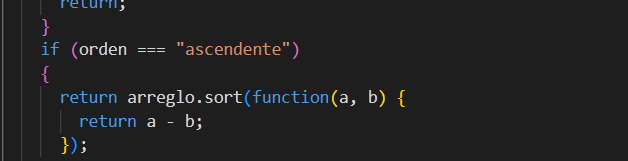 return;
}
if (orden === "ascendente")
{
return arreglo.sort(function(a, b) {
return a - b;
});